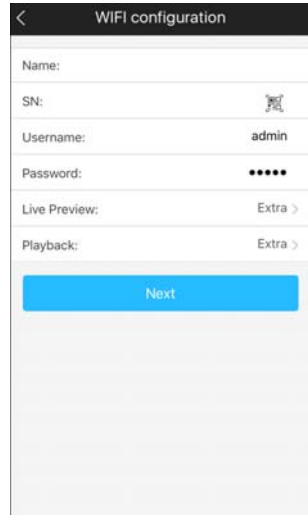 WIFI configuration
Name:
SN:
Username: admin
Password: •••••
Live Preview: Extra >
Playback: Extra >
Next